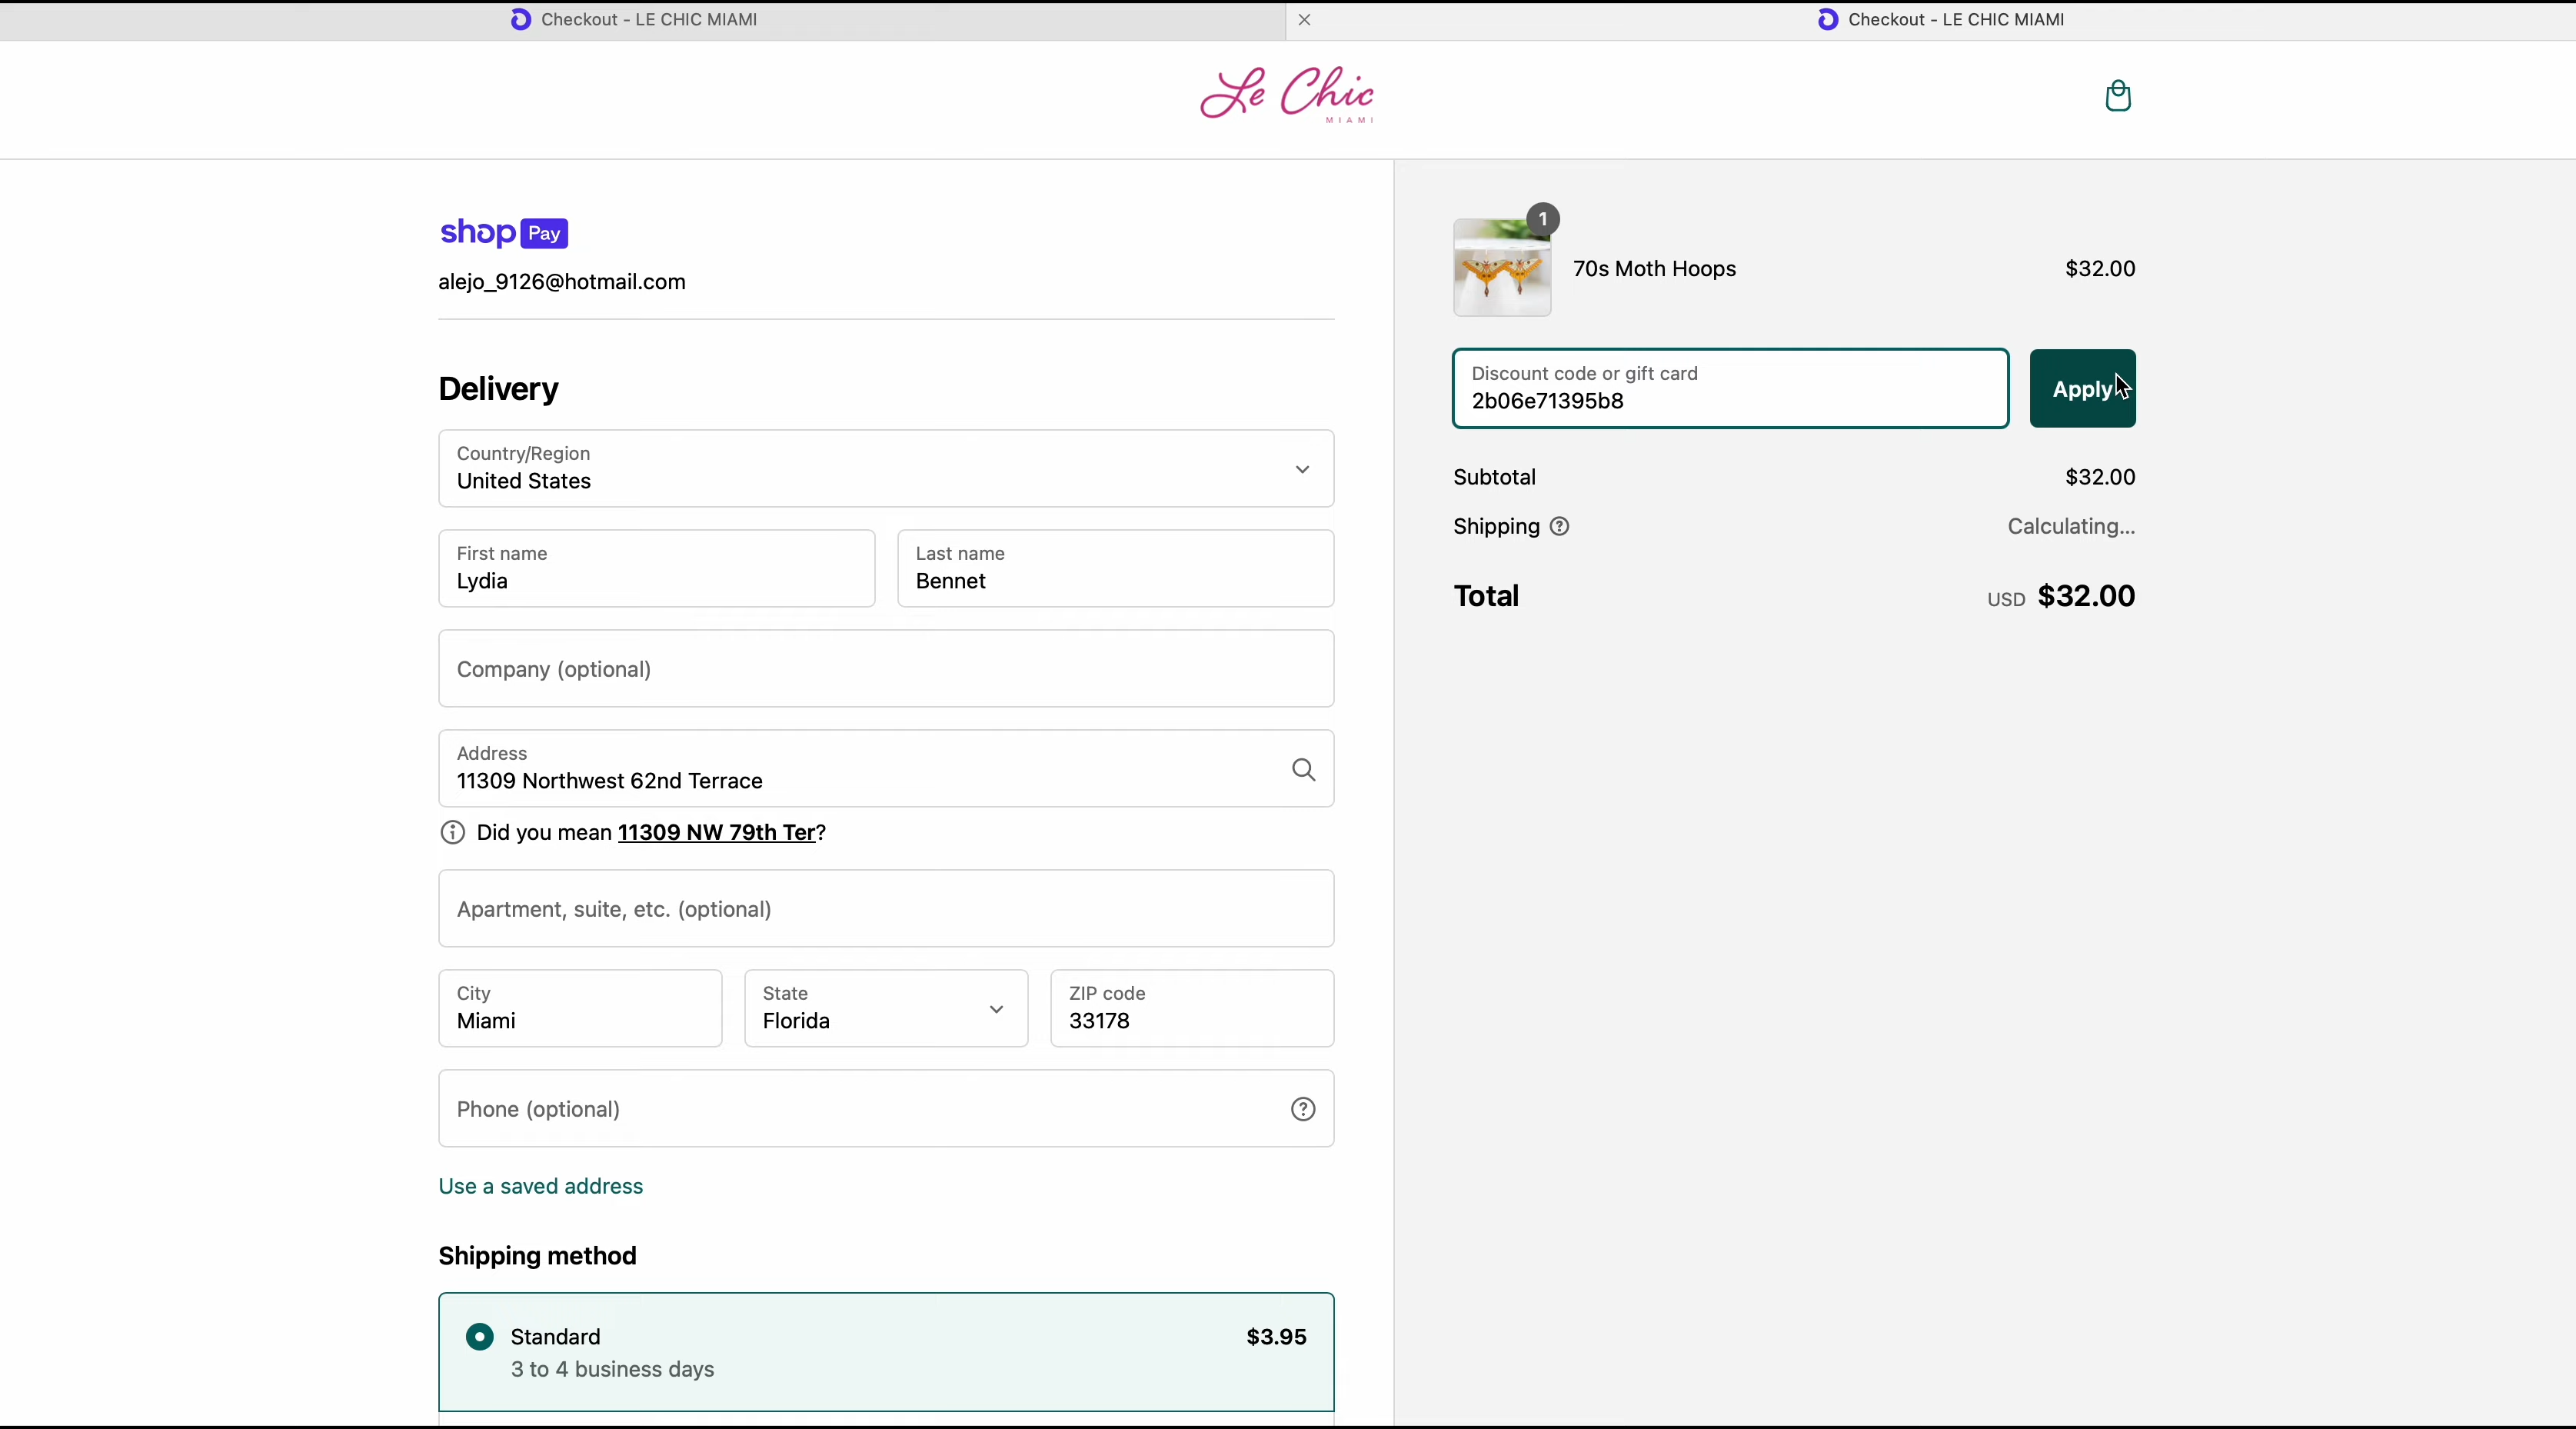 Checkout - LE CHIC MIAMI
Checkout - LE CHIC MIAMI
Le Chic
MIAMI
shop Pay
alejo_9126@hotmail.com
Delivery
Country/Region
United States
First name
Lydia
Last name
Bennet
Company (optional)
Address
11309 Northwest 62nd Terrace
Did you mean 11309 NW 79th Ter?
Apartment, suite, etc. (optional)
City
Miami
State
Florida
ZIP code
33178
Phone (optional)
Use a saved address
Shipping method
Standard
$3.95
3 to 4 business days
1
70s Moth Hoops
$32.00
Discount code or gift card
2b06e71395b8
Apply
Subtotal
$32.00
Shipping
Calculating...
Total
USD $32.00